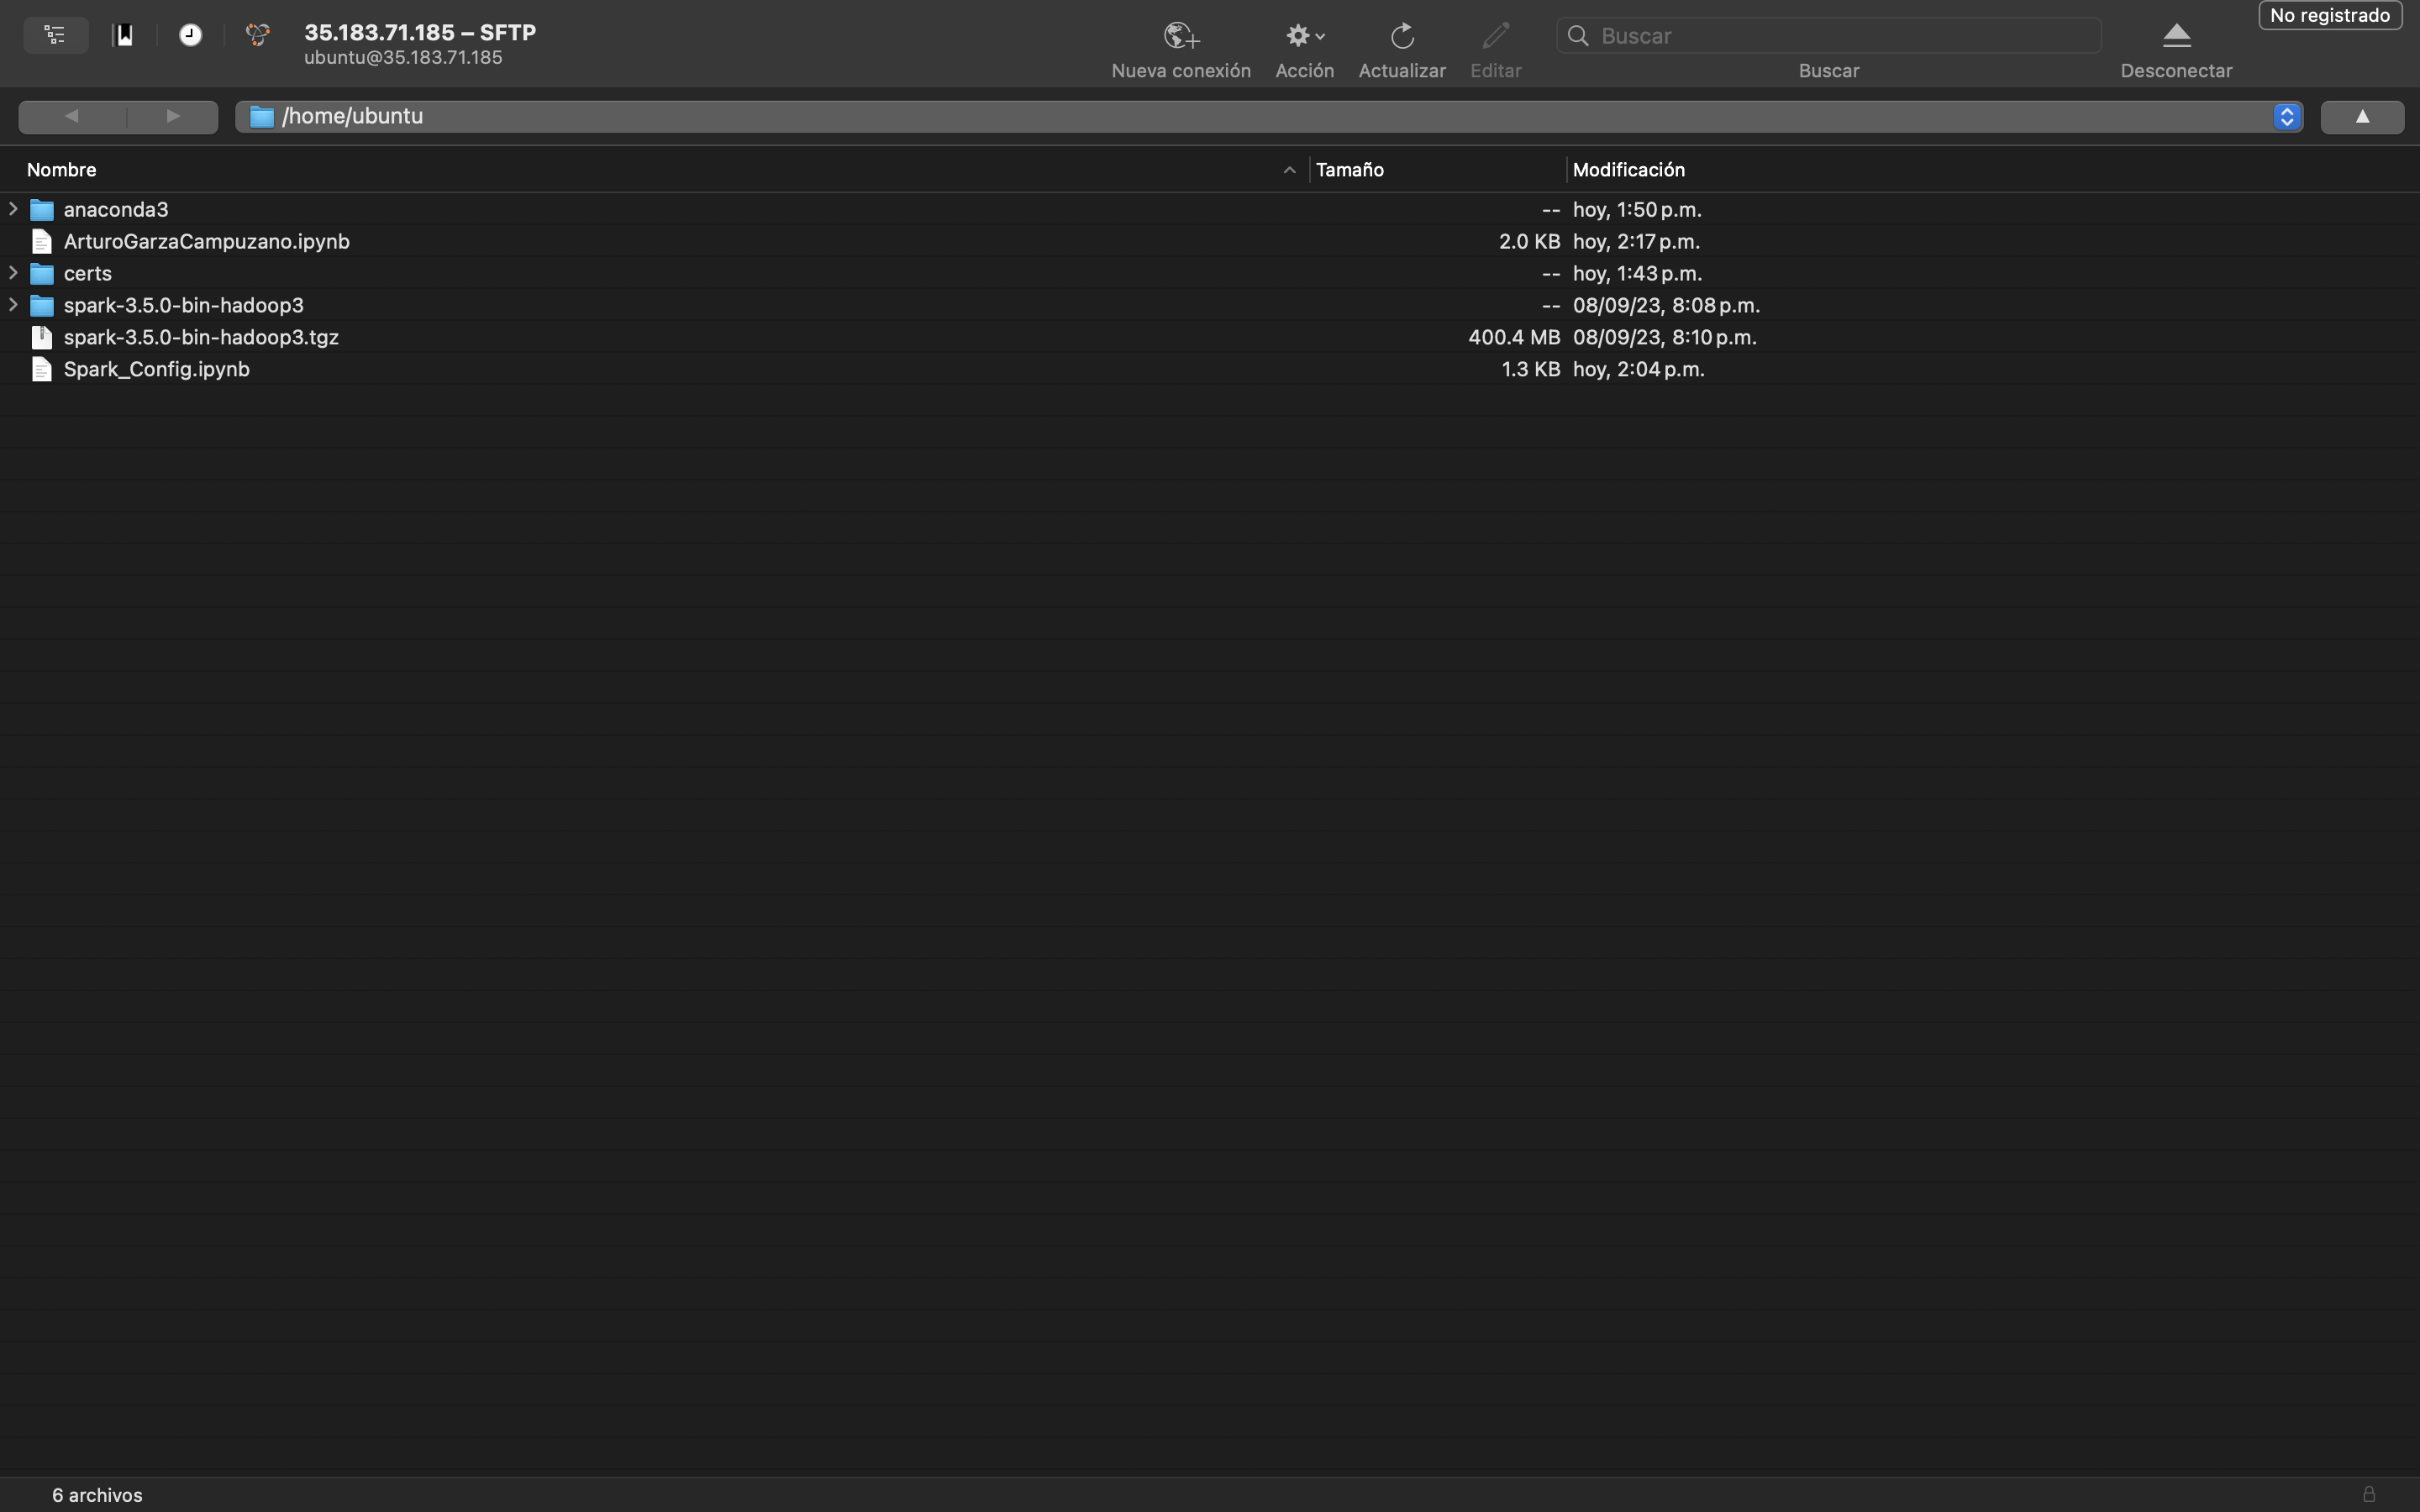 35.183.71.185 – SFTP
ubuntu@35.183.71.185
Nueva conexión
Acción
Actualizar
Editar
Buscar
Buscar
Desconectar
No registrado
/home/ubuntu
Nombre Tamaño Modificación
anaconda3 -- hoy, 1:50 p.m.
ArturoGarzaCampuzano.ipynb 2.0 KB hoy, 2:17 p.m.
certs -- hoy, 1:43 p.m.
spark-3.5.0-bin-hadoop3 -- 08/09/23, 8:08 p.m.
spark-3.5.0-bin-hadoop3.tgz 400.4 MB 08/09/23, 8:10 p.m.
Spark_Config.ipynb 1.3 KB hoy, 2:04 p.m.
6 archivos